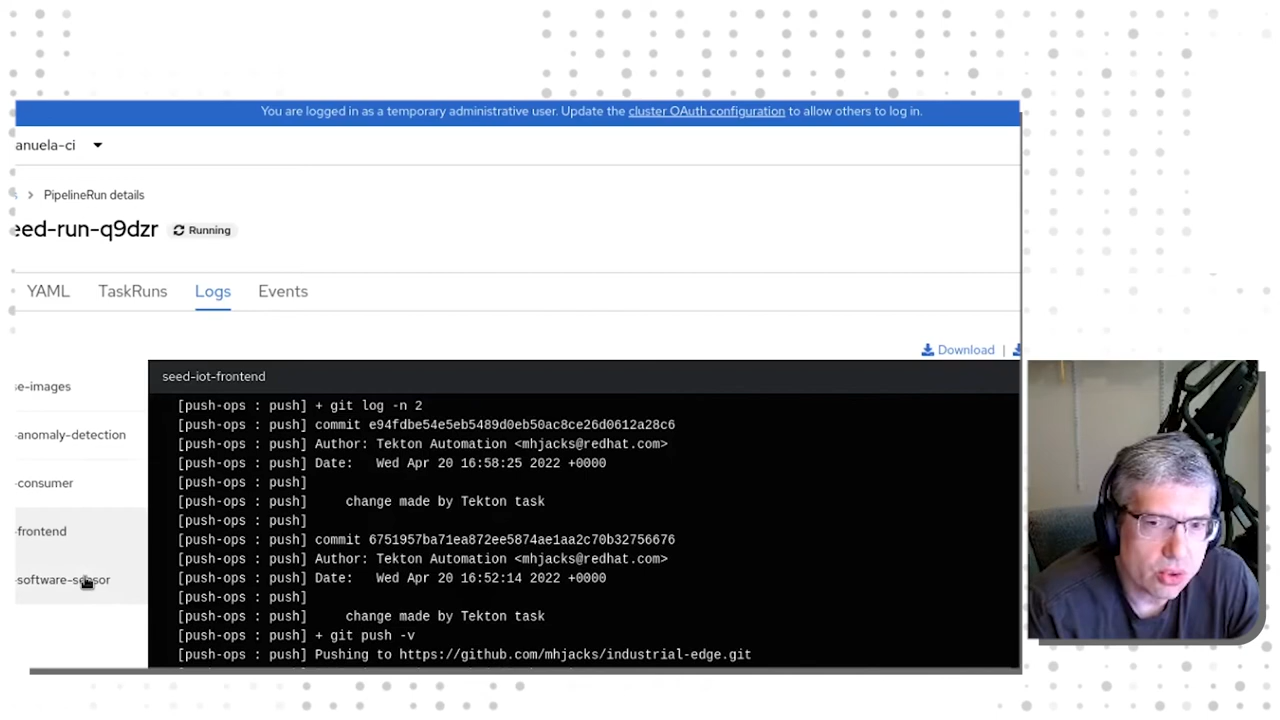 You are logged in as a temporary administrative user. Update the cluster OAuth configuration to allow others to log in.
anuela-ci
PipelineRun details
eed-run-q9dzr Running
YAML TaskRuns Logs Events
Download |
seed-iot-frontend
se-images
-anomaly-detection
-consumer
-frontend
-software-sensor
[push-ops : push] + git log -n 2
[push-ops : push] commit e94fdbe54e5eb5489d0eb50ac8ce26d0612a28c6
[push-ops : push] Author: Tekton Automation <mhjacks@redhat.com>
[push-ops : push] Date: Wed Apr 20 16:58:25 2022 +0000
[push-ops : push]
[push-ops : push] change made by Tekton task
[push-ops : push]
[push-ops : push] commit 6751957ba71ea872ee5874ae1aa2c70b32756676
[push-ops : push] Author: Tekton Automation <mhjacks@redhat.com>
[push-ops : push] Date: Wed Apr 20 16:52:14 2022 +0000
[push-ops : push]
[push-ops : push] change made by Tekton task
[push-ops : push] + git push -v
[push-ops : push] Pushing to https://github.com/mhjacks/industrial-edge.git